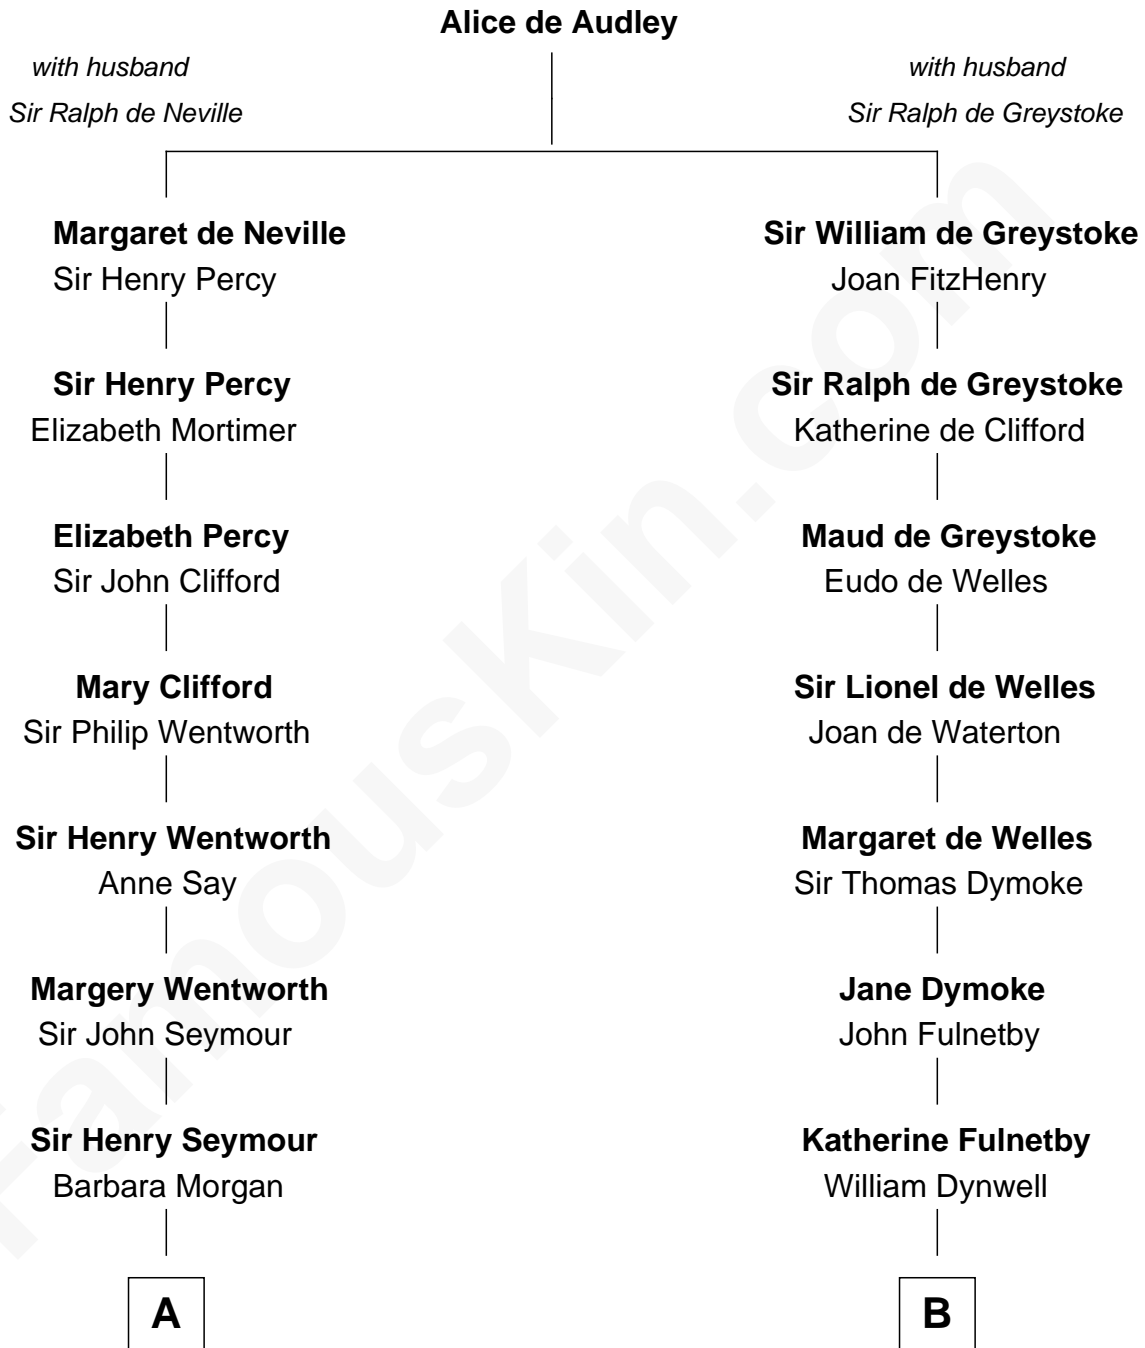 Alice de Audley
with husband
Sir Ralph de Neville
with husband
Sir Ralph de Greystoke
Margaret de Neville
Sir Henry Percy
Sir Henry Percy
Elizabeth Mortimer
Elizabeth Percy
Sir John Clifford
Mary Clifford
Sir Philip Wentworth
Sir Henry Wentworth
Anne Say
Margery Wentworth
Sir John Seymour
Sir Henry Seymour
Barbara Morgan
A
Sir William de Greystoke
Joan FitzHenry
Sir Ralph de Greystoke
Katherine de Clifford
Maud de Greystoke
Eudo de Welles
Sir Lionel de Welles
Joan de Waterton
Margaret de Welles
Sir Thomas Dymoke
Jane Dymoke
John Fulnetby
Katherine Fulnetby
William Dynwell
B
FamousKin.com